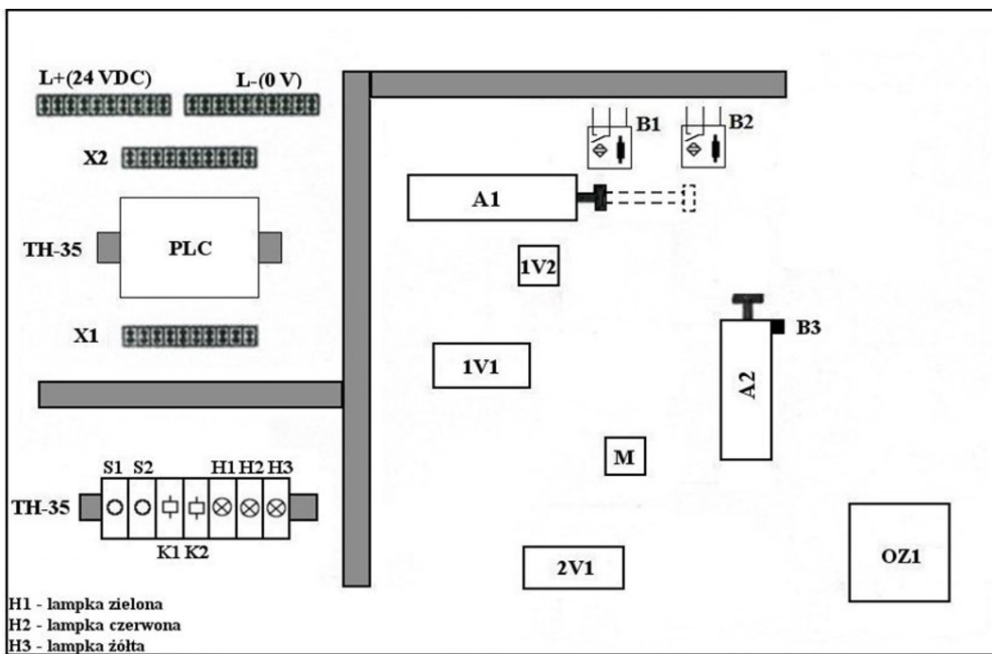 L+(24 VDC)
L-(0 V)
X2
TH-35
PLC
X1
B1
B2
A1
1V2
B3
1V1
A2
M
S1 S2 H1 H2 H3
TH-35
K1 K2
2V1
OZ1
H1 - lampka zielona
H2 - lampka czerwona
H3 - lampka żółta